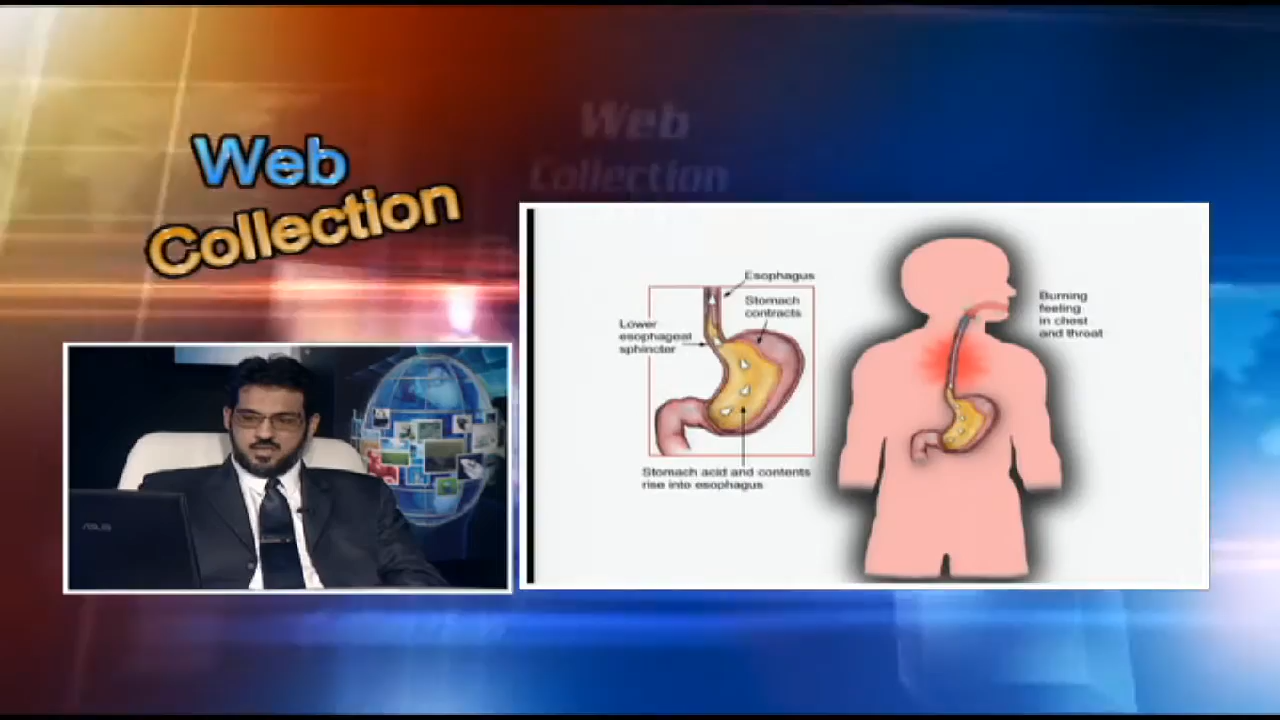 Web
Collection
Web
Collection
Esophagus
Stomach
contracts
Lower
esophageal
sphincter
Stomach acid and contents
rise into esophagus
Burning
feeling
in chest
and throat
ASUS